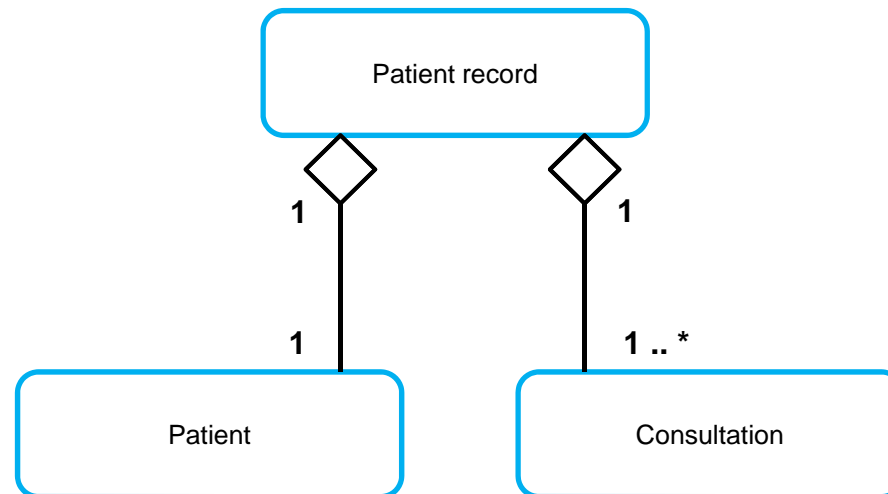 Patient record
1
1
1
1 .. *
Patient
Consultation